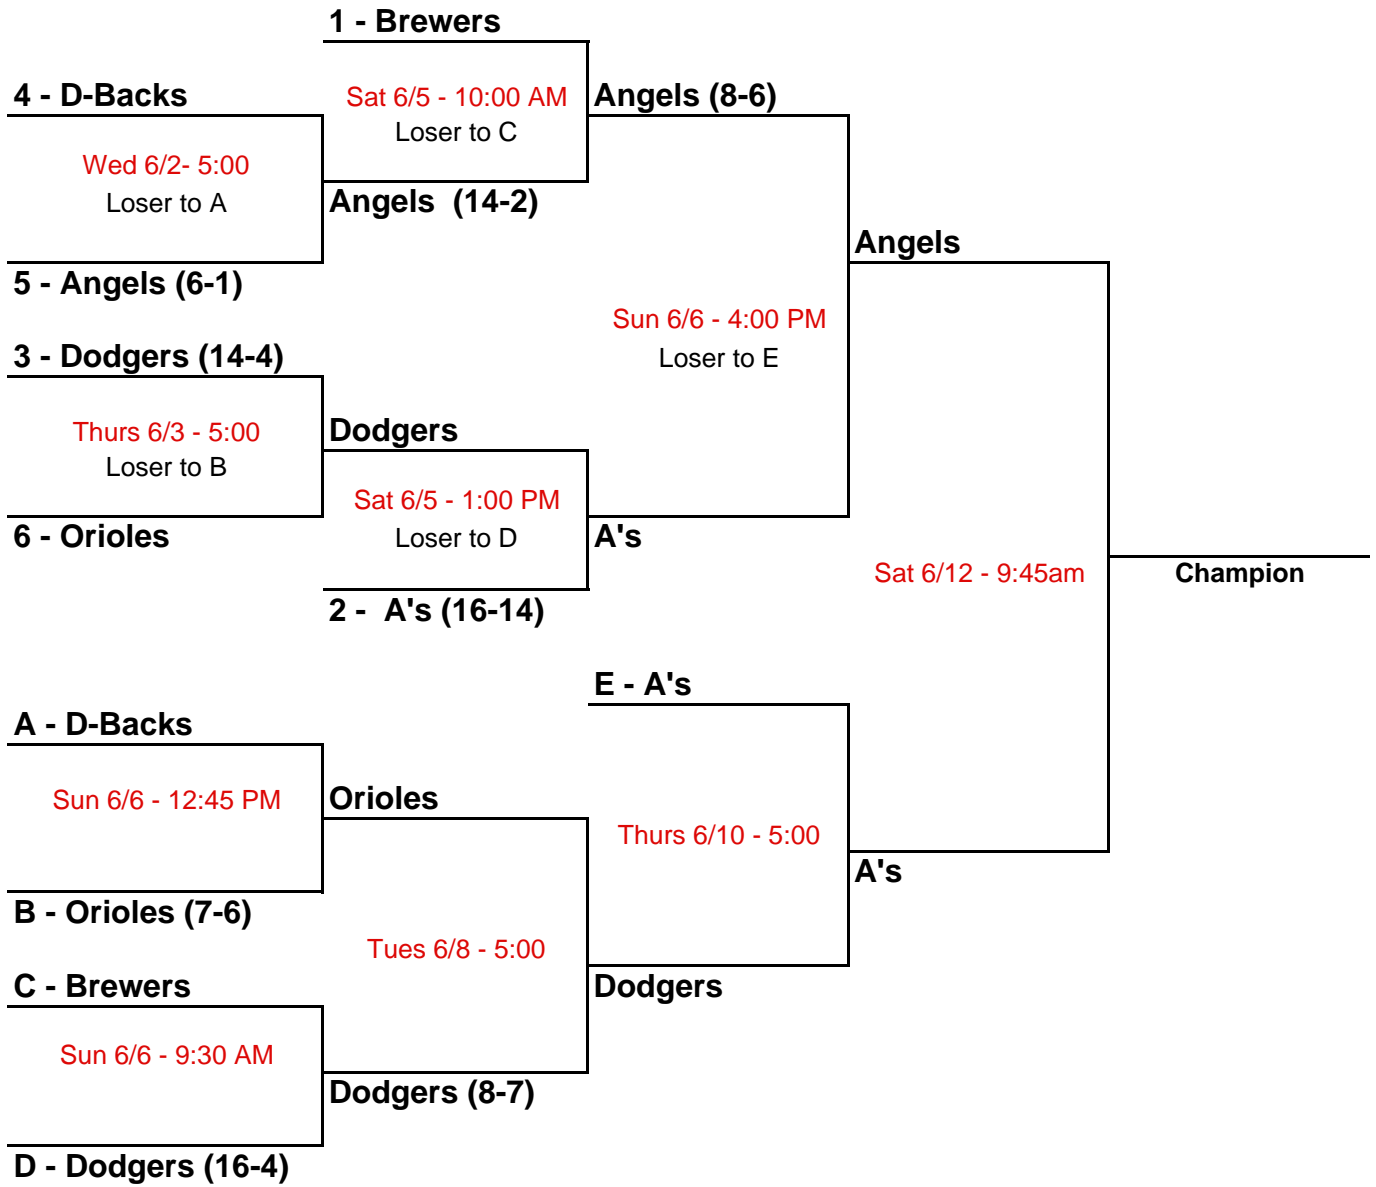 1 - Brewers
4 - D-Backs
Sat 6/5 - 10:00 AM
Angels (8-6)
Loser to C
Wed 6/2- 5:00
Loser to A
Angels  (14-2)
Angels
5 - Angels (6-1)
Sun 6/6 - 4:00 PM
3 - Dodgers (14-4)
Loser to E
Thurs 6/3 - 5:00
Dodgers
Loser to B
Sat 6/5 - 1:00 PM
6 - Orioles
Loser to D
A's
Sat 6/12 - 9:45am
Champion
2 -  A's (16-14)
E - A's
A - D-Backs
Sun 6/6 - 12:45 PM
Orioles
Thurs 6/10 - 5:00
A's
B - Orioles (7-6)
Tues 6/8 - 5:00
C - Brewers
Dodgers
Sun 6/6 - 9:30 AM
Dodgers (8-7)
D - Dodgers (16-4)